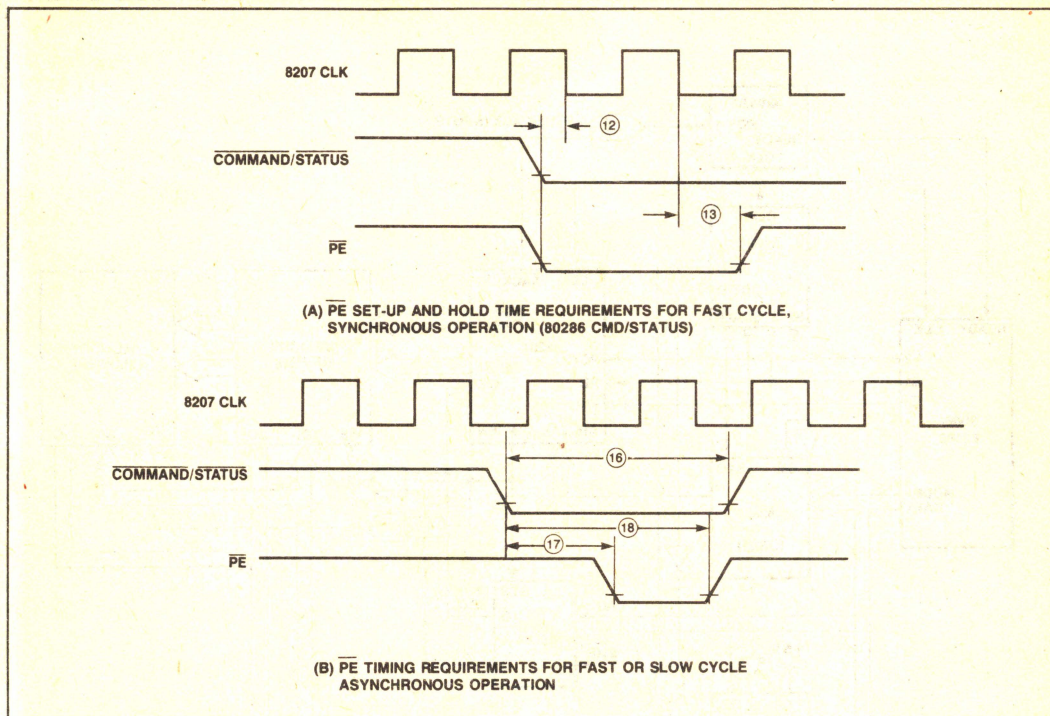 8207 CLK
12
COMMAND/STATUS
13
PE
(A) PE SET-UP AND HOLD TIME REQUIREMENTS FOR FAST CYCLE,
SYNCHRONOUS OPERATION (80286 CMD/STATUS)
8207 CLK
16
COMMAND/STATUS
18
17
PE
(B) PE TIMING REQUIREMENTS FOR FAST OR SLOW CYCLE
ASYNCHRONOUS OPERATION